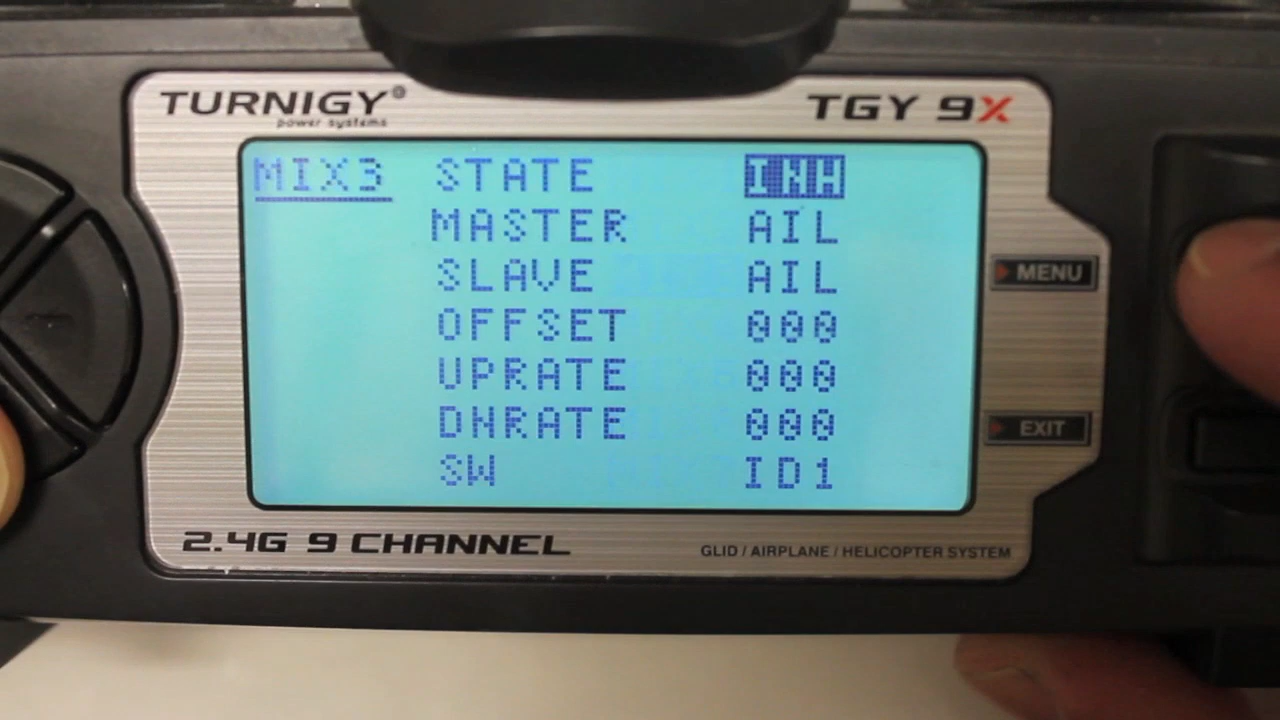 TURNIGY®
power systems
TGY 9X
MIX3 STATE INH
MASTER AIL
SLAVE AIL
OFFSET 000
UPRATE 000
DNRATE 000
SW ID1
MENU
EXIT
2.4G 9 CHANNEL
GLID / AIRPLANE / HELICOPTER SYSTEM